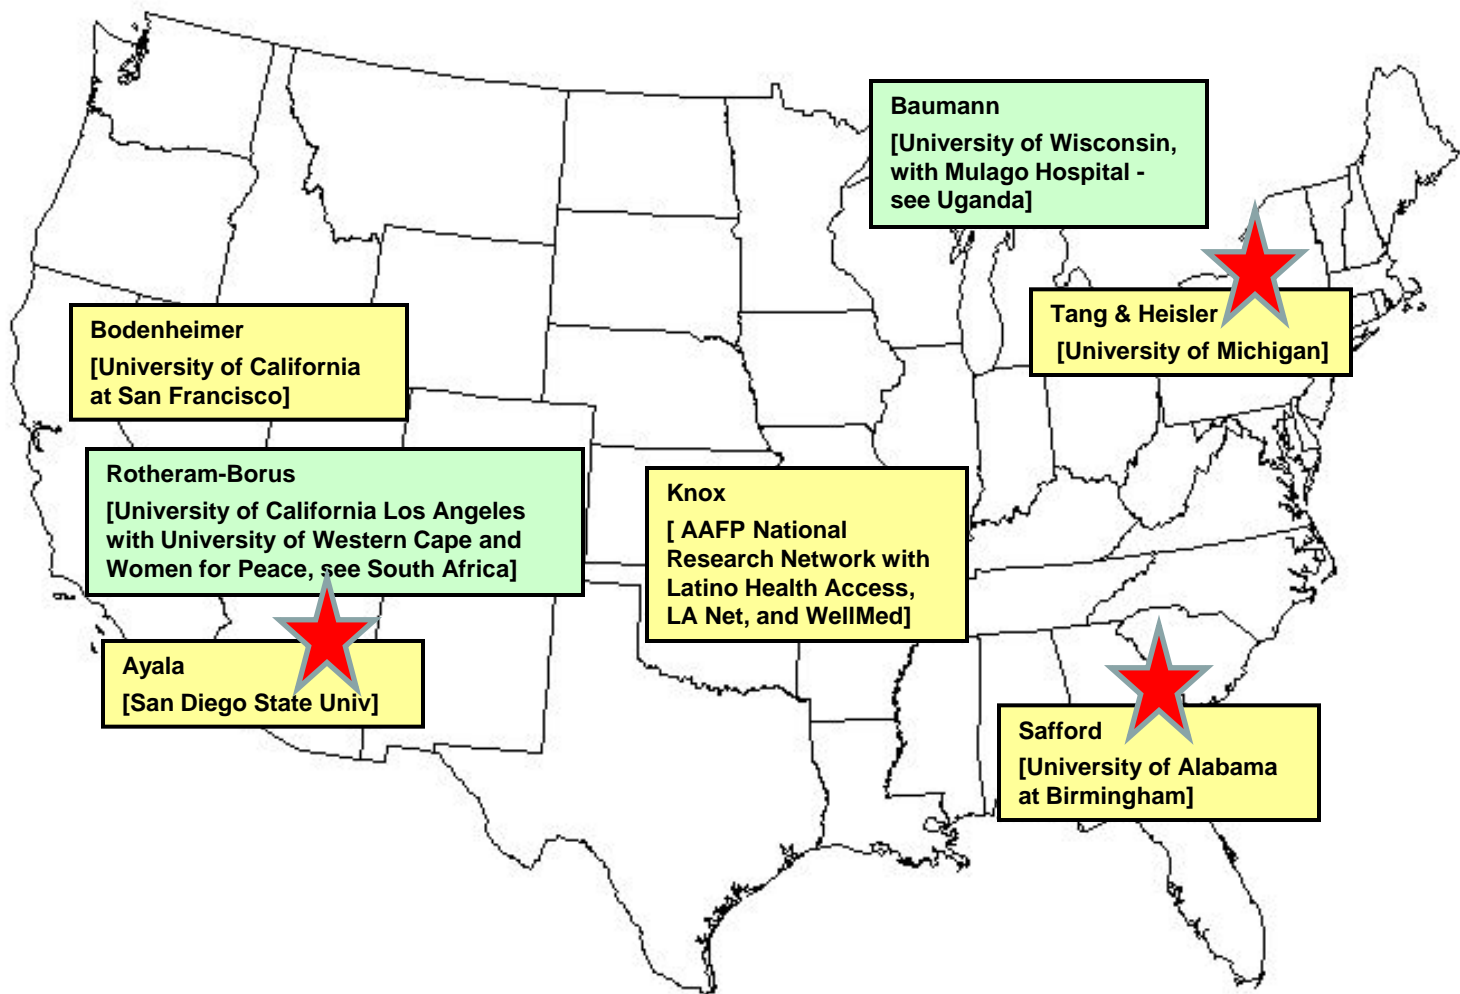 Baumann
[University of Wisconsin,
with Mulago Hospital -
see Uganda]
Tang & Heisler
[University of Michigan]
Bodenheimer
[University of California
at San Francisco]
Rotheram-Borus
[University of California Los Angeles
with University of Western Cape and
Women for Peace, see South Africa]
Knox
[ AAFP National
Research Network with
Latino Health Access,
LA Net, and WellMed]
Ayala
[San Diego State Univ]
Safford
[University of Alabama
at Birmingham]